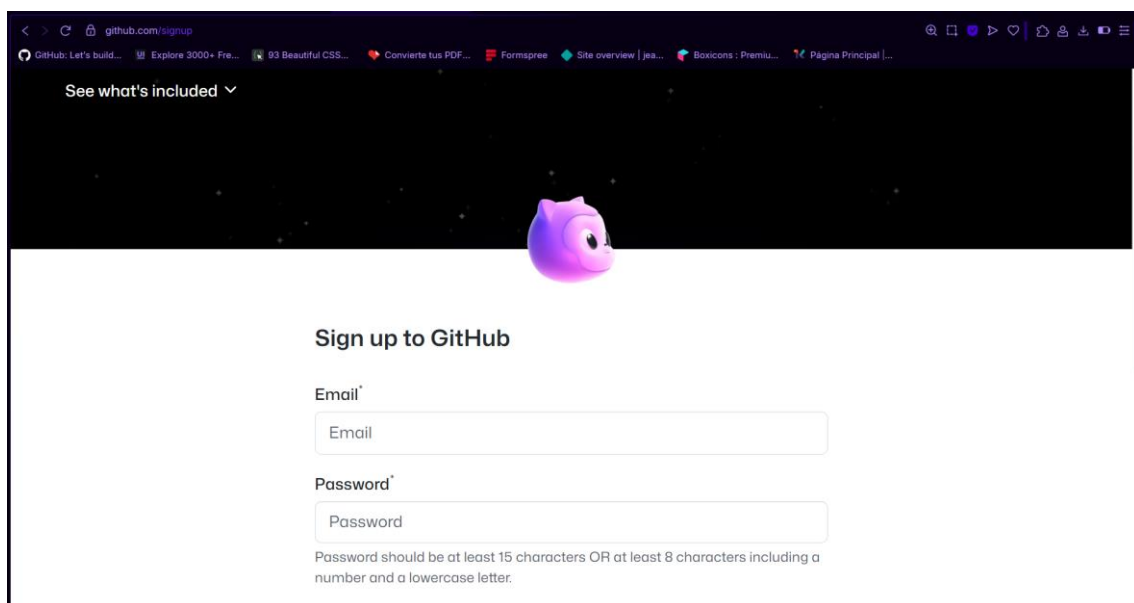 github.com/signup
GitHub: Let's build... Explore 3000+ Fre... 93 Beautiful CSS... Convierte tus PDF... Formspree Site overview | jea... Boxicons : Premiu... Página Principal |...
See what's included
Sign up to GitHub
Email*
Email
Password*
Password
Password should be at least 15 characters OR at least 8 characters including a
number and a lowercase letter.